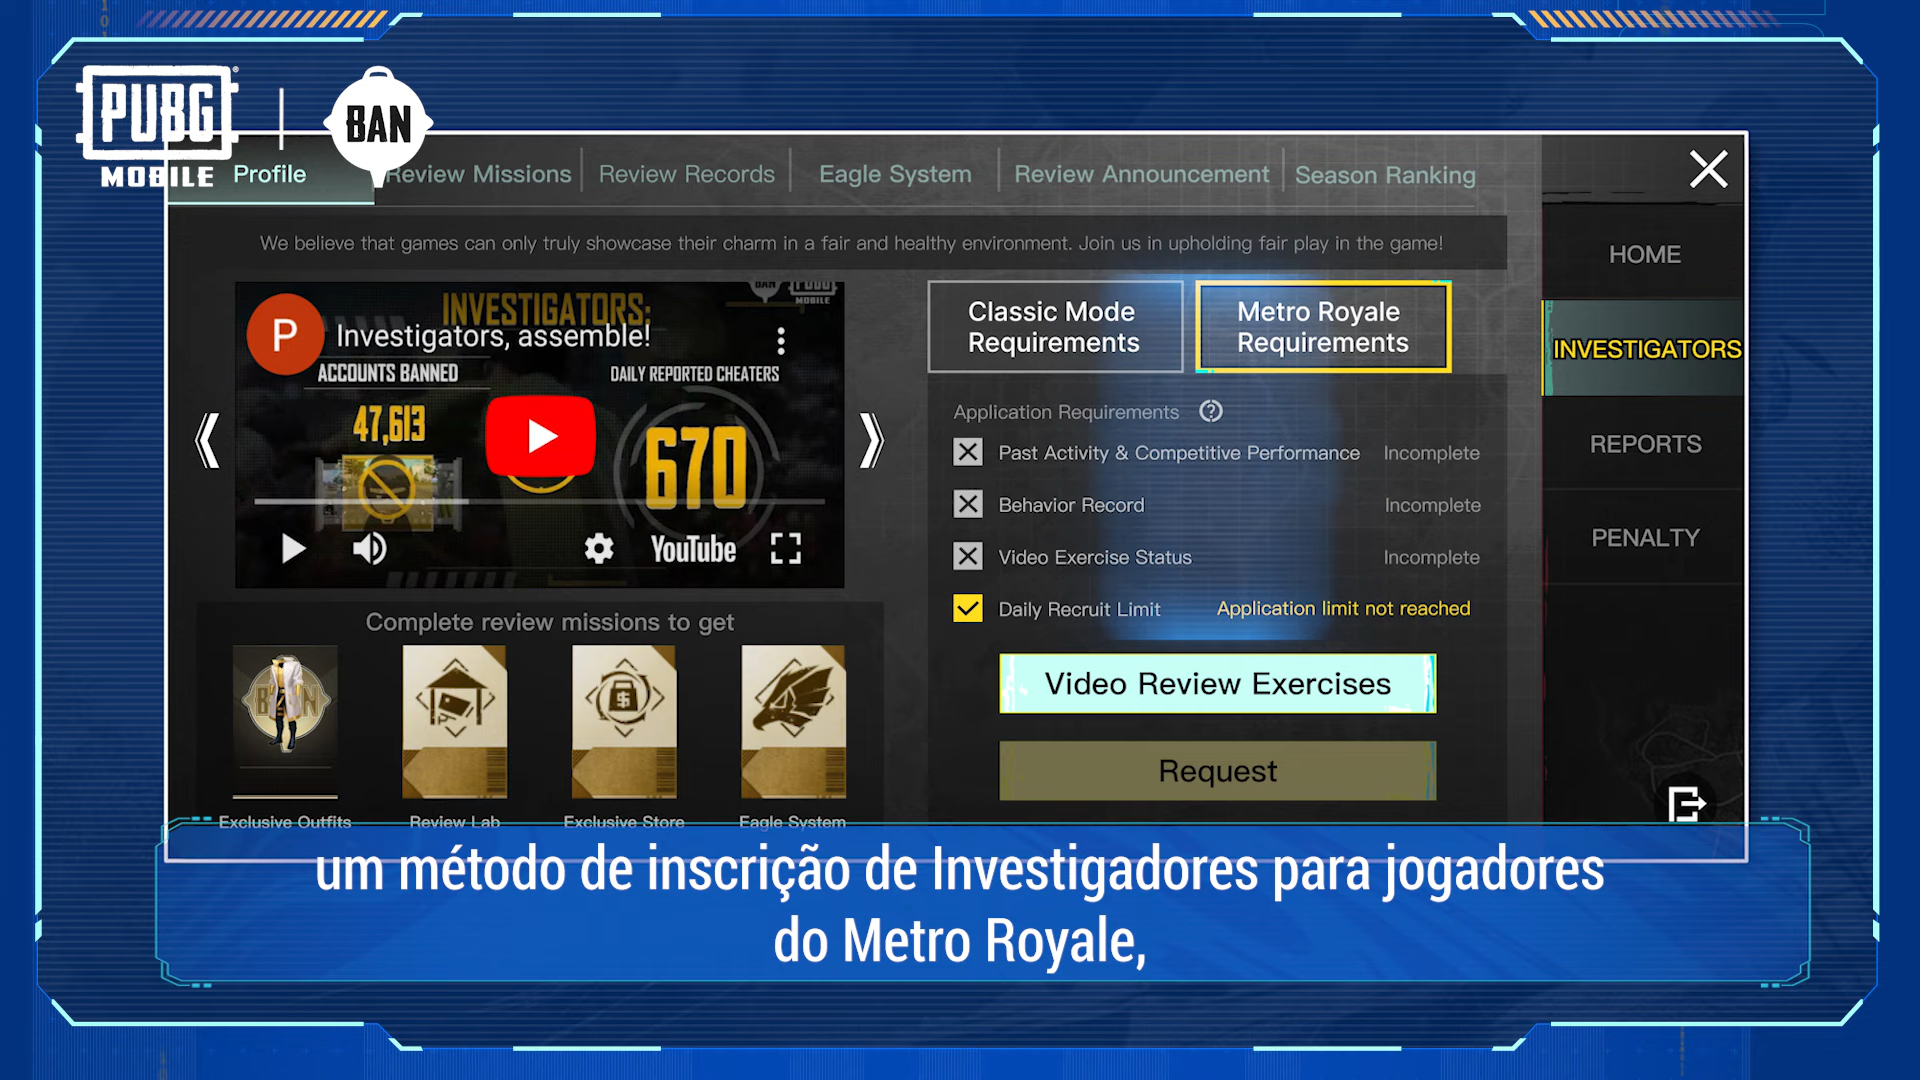 PUBG
MOBILE
BAN
Profile
Review Missions
Review Records
Eagle System
Review Announcement
Season Ranking
We believe that games can only truly showcase their charm in a fair and healthy environment. Join us in upholding fair play in the game!
HOME
INVESTIGATORS
REPORTS
PENALTY
INVESTIGATORS:
BAN
PUBG
MOBILE
P
Investigators, assemble!
ACCOUNTS BANNED
DAILY REPORTED CHEATERS
47,613
670
YouTube
Classic Mode
Requirements
Metro Royale
Requirements
Application Requirements ?
Past Activity & Competitive Performance Incomplete
Behavior Record Incomplete
Video Exercise Status Incomplete
Daily Recruit Limit Application limit not reached
Video Review Exercises
Request
Complete review missions to get
BAN
Exclusive Outfits
Review Lab
Exclusive Store
Eagle System
um método de inscrição de Investigadores para jogadores
do Metro Royale,